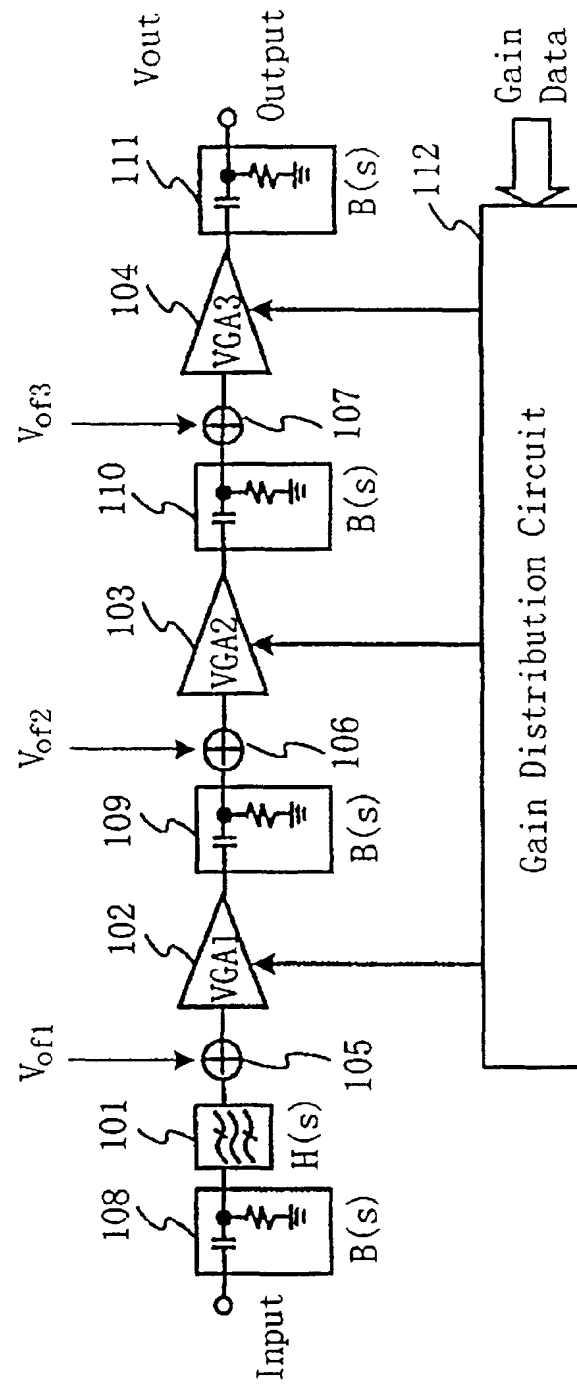 Vof1
Vof2
Vof3
Vout
108
101
102
109
103
110
104
111
Input
Output
VGA1
VGA2
VGA3
B(s)
H(s)
105
B(s)
106
B(s)
107
B(s)
112
Gain Distribution Circuit
Gain
Data